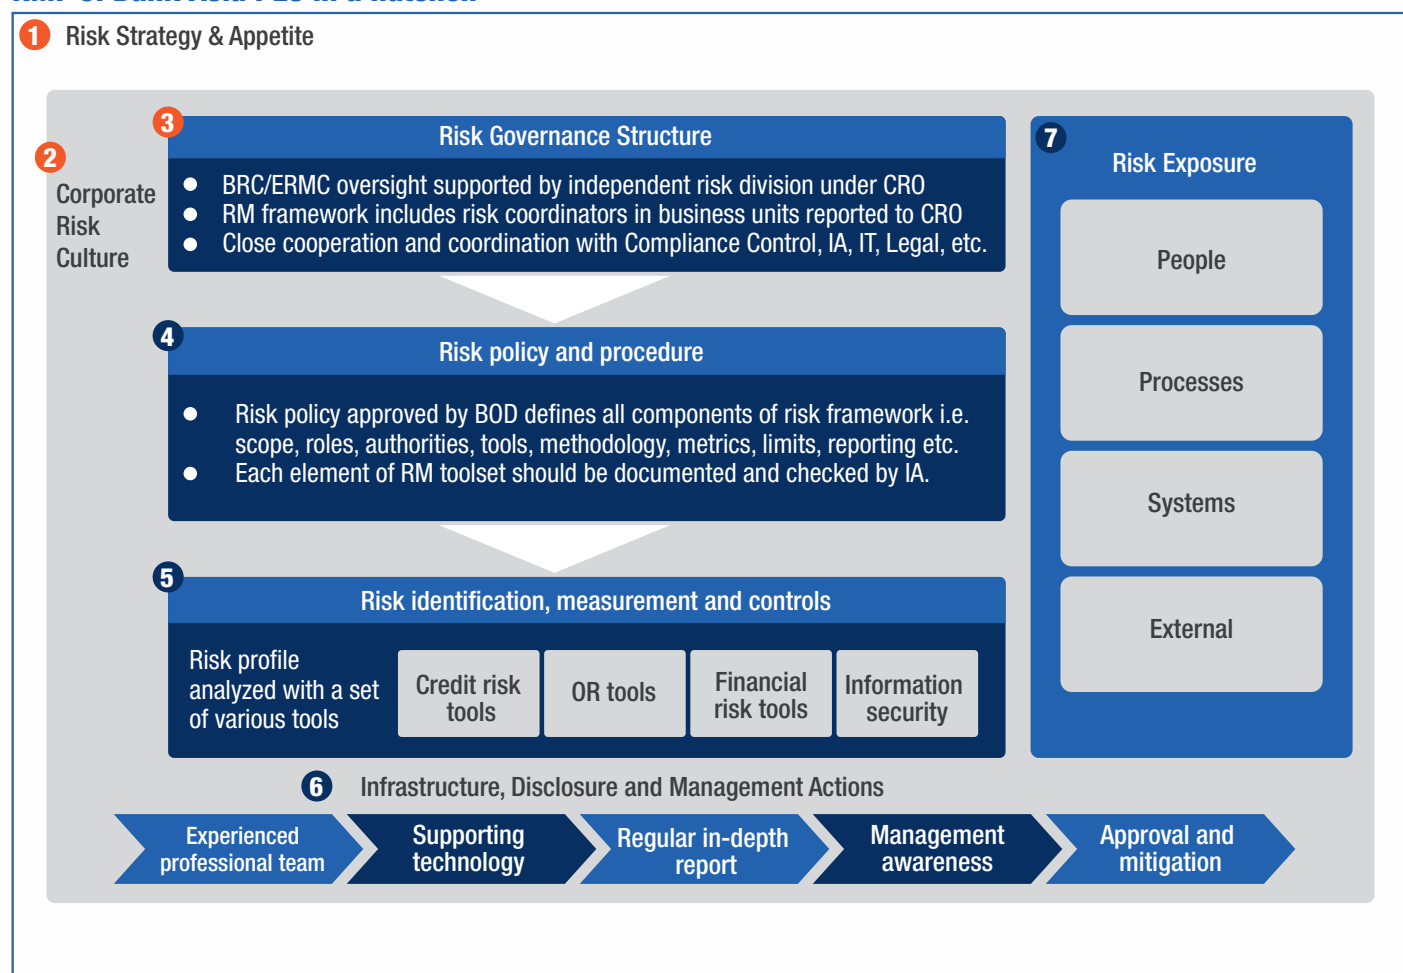 1 Risk Strategy & Appetite
2
Corporate
Risk
Culture
3
Risk Governance Structure
● BRC/ERMC oversight supported by independent risk division under CRO
● RM framework includes risk coordinators in business units reported to CRO
● Close cooperation and coordination with Compliance Control, IA, IT, Legal, etc.
4
Risk policy and procedure
● Risk policy approved by BOD defines all components of risk framework i.e.
scope, roles, authorities, tools, methodology, metrics, limits, reporting etc.
● Each element of RM toolset should be documented and checked by IA.
5
Risk identification, measurement and controls
Risk profile
analyzed with a set
of various tools
Credit risk
tools
OR tools
Financial
risk tools
Information
security
6 Infrastructure, Disclosure and Management Actions
Experienced
professional team
Supporting
technology
Regular in-depth
report
Management
awareness
Approval and
mitigation
7
Risk Exposure
People
Processes
Systems
External